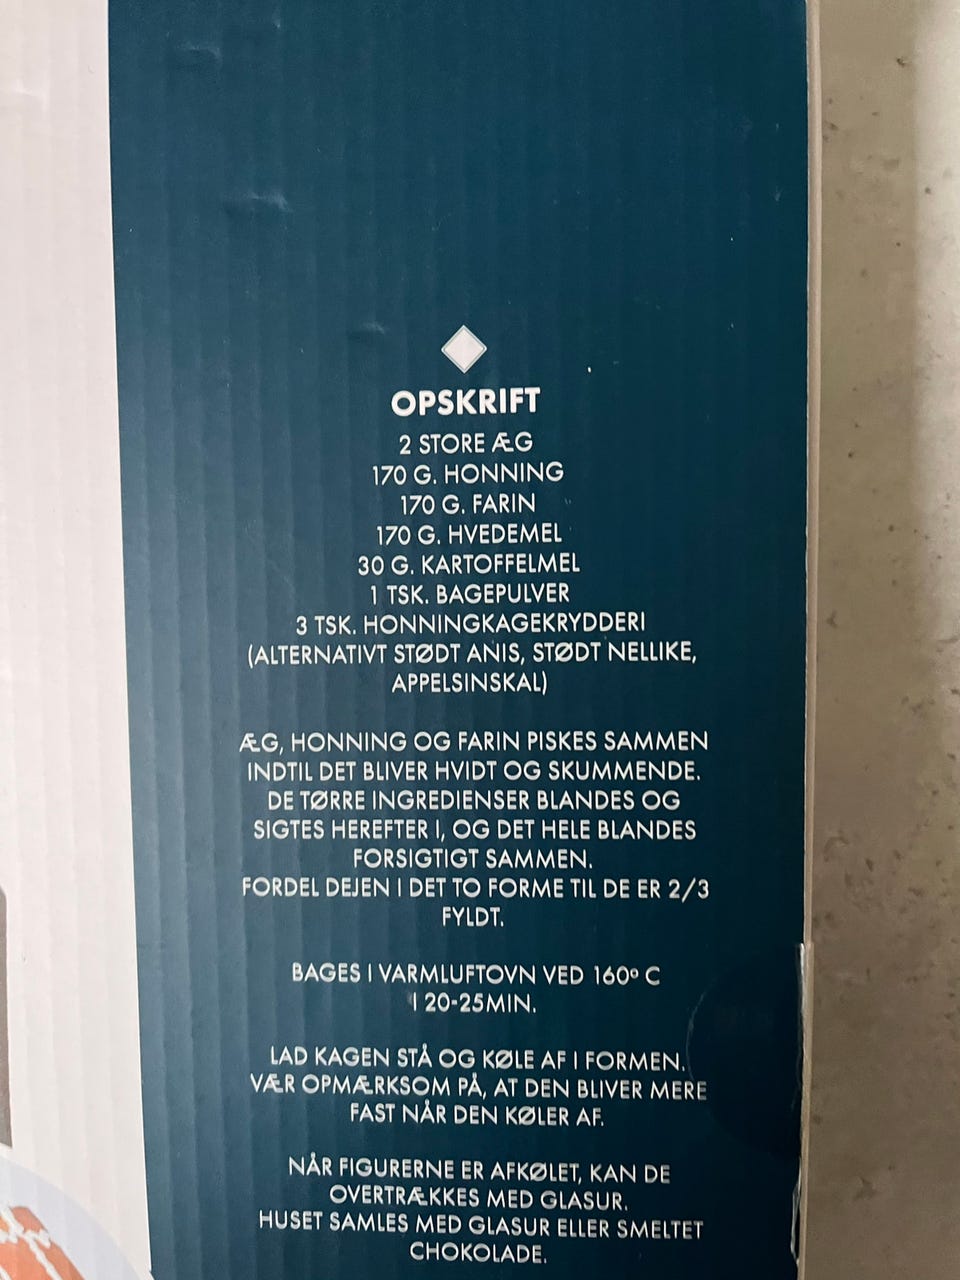 OPSKRIFT
2 STORE ÆG
170 G. HONNING
170 G. FARIN
170 G. HVEDEMEL
30 G. KARTOFFELMEL
1 TSK. BAGEPULVER
3 TSK. HONNINGKAGEKRYDDERI
(ALTERNATIVT STØDT ANIS, STØDT NELLIKE,
APPELSINSKAL)
ÆG, HONNING OG FARIN PISKES SAMMEN
INDTIL DET BLIVER HVIDT OG SKUMMENDE.
DE TØRRE INGREDIENSER BLANDES OG
SIGTES HEREFTER I, OG DET HELE BLANDES
FORSIGTIGT SAMMEN.
FORDEL DEJEN I DET TO FORME TIL DE ER 2/3
FYLDT.
BAGES I VARMLUFTOVN VED 160º C
I 20-25MIN.
LAD KAGEN STÅ OG KØLE AF I FORMEN.
VÆR OPMÆRKSOM PÅ, AT DEN BLIVER MERE
FAST NÅR DEN KØLER AF.
NÅR FIGURERNE ER AFKØLET, KAN DE
OVERTRÆKKES MED GLASUR.
HUSET SAMLES MED GLASUR ELLER SMELTET
CHOKOLADE.